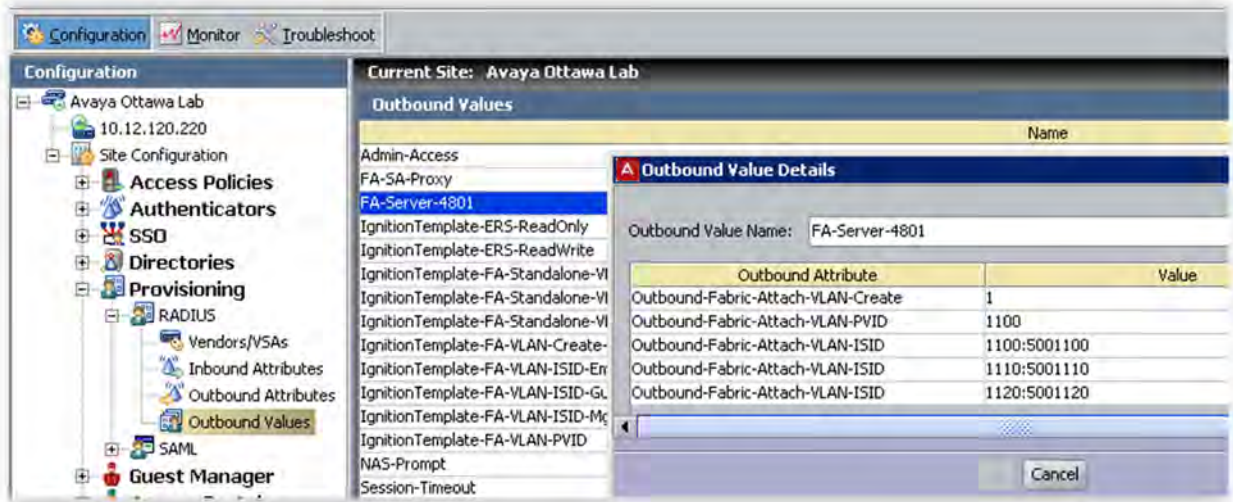 Configuration Monitor Troubleshoot
Configuration
Avaya Ottawa Lab
10.12.120.220
Site Configuration
Access Policies
Authenticators
SSO
Directories
Provisioning
RADIUS
Vendors/VSAs
Inbound Attributes
Outbound Attributes
Outbound Values
SAML
Guest Manager
Current Site: Avaya Ottawa Lab
Outbound Values
Name
Admin-Access
FA-SA-Proxy
FA-Server-4801
IgnitionTemplate-ERS-ReadOnly
IgnitionTemplate-ERS-ReadWrite
IgnitionTemplate-FA-Standalone-
IgnitionTemplate-FA-Standalone-
IgnitionTemplate-FA-Standalone-
IgnitionTemplate-FA-VLAN-Create-
IgnitionTemplate-FA-VLAN-ISID-
IgnitionTemplate-FA-VLAN-ISID-
IgnitionTemplate-FA-VLAN-ISID-
IgnitionTemplate-FA-VLAN-PVID
NAS-Prompt
Session-Timeout
A Outbound Value Details
Outbound Value Name: FA-Server-4801
Outbound Attribute Value
Outbound-Fabric-Attach-VLAN-Create 1
Outbound-Fabric-Attach-VLAN-PVID 1100
Outbound-Fabric-Attach-VLAN-ISID 1100:5001100
Outbound-Fabric-Attach-VLAN-ISID 1110:5001110
Outbound-Fabric-Attach-VLAN-ISID 1120:5001120
Cancel